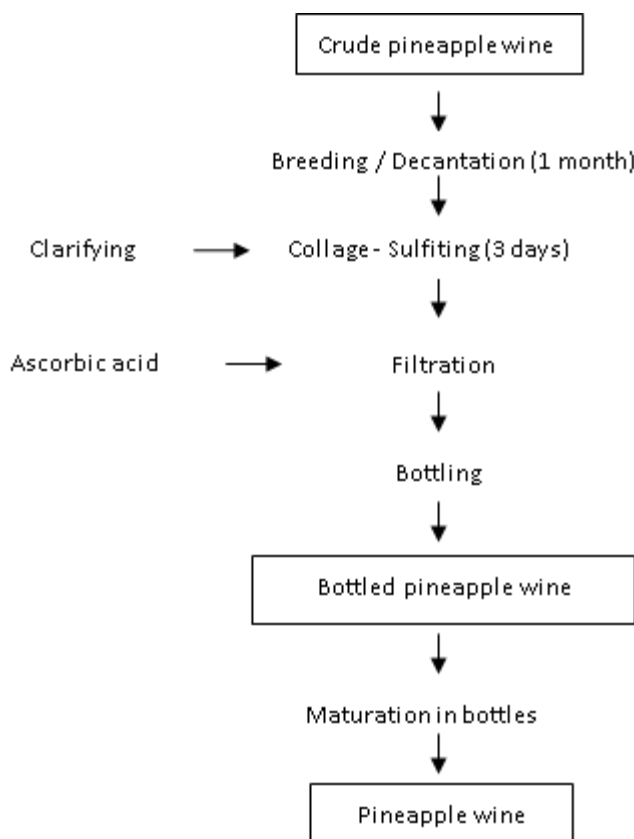 Crude pineapple wine
Breeding / Decantation (1 month)
Clarifying
Collage - Sulfiting (3 days)
Ascorbic acid
Filtration
Bottling
Bottled pineapple wine
Maturation in bottles
Pineapple wine